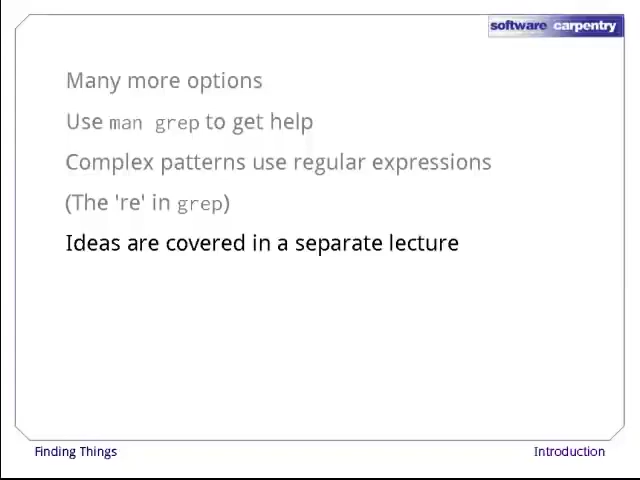 software carpentry
Many more options
Use man grep to get help
Complex patterns use regular expressions
(The 're' in grep)
Ideas are covered in a separate lecture
Finding Things
Introduction